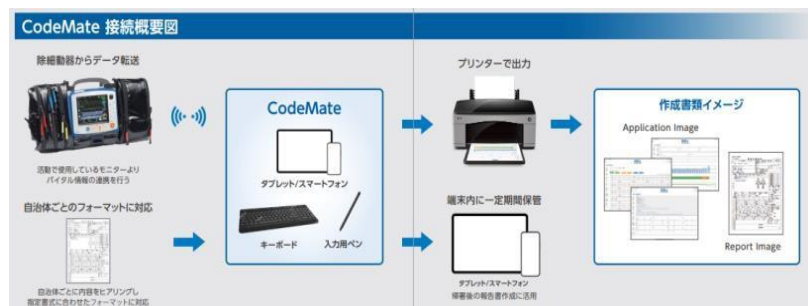 CodeMate 接続概要図
除細動器からデータ転送
活動で使用しているモニターより
バイタル情報の連携を行う
自治体ごとのフォーマットに対応
自治体ごとに内容をヒアリングし
指定書式に合わせたフォーマットに対応
CodeMate
タブレット/スマートフォン
キーボード
入力用ペン
プリンターで出力
端末内に一定期間保管
タブレット/スマートフォン
帰署後の報告書作成に活用
作成書類イメージ
Application Image
Report Image